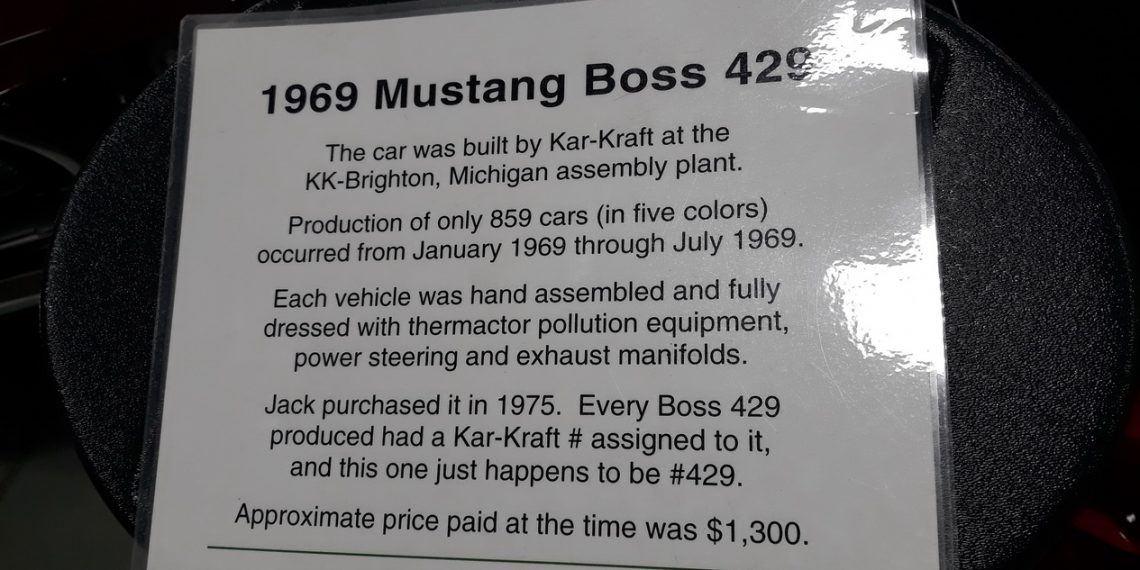 1969 Mustang Boss 429
The car was built by Kar-Kraft at the
KK-Brighton, Michigan assembly plant.
Production of only 859 cars (in five colors)
occurred from January 1969 through July 1969.
Each vehicle was hand assembled and fully
dressed with thermactor pollution equipment,
power steering and exhaust manifolds.
Jack purchased it in 1975.  Every Boss 429
produced had a Kar-Kraft # assigned to it,
and this one just happens to be #429.
Approximate price paid at the time was $1,300.